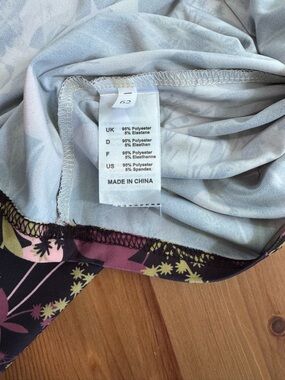 UK 95% Polyester
5% Elastane
D 95% Polyester
5% Elasthan
F 95% Polyester
5% Elasthanne
US 95% Polyester
5% Spandex
MADE IN CHINA